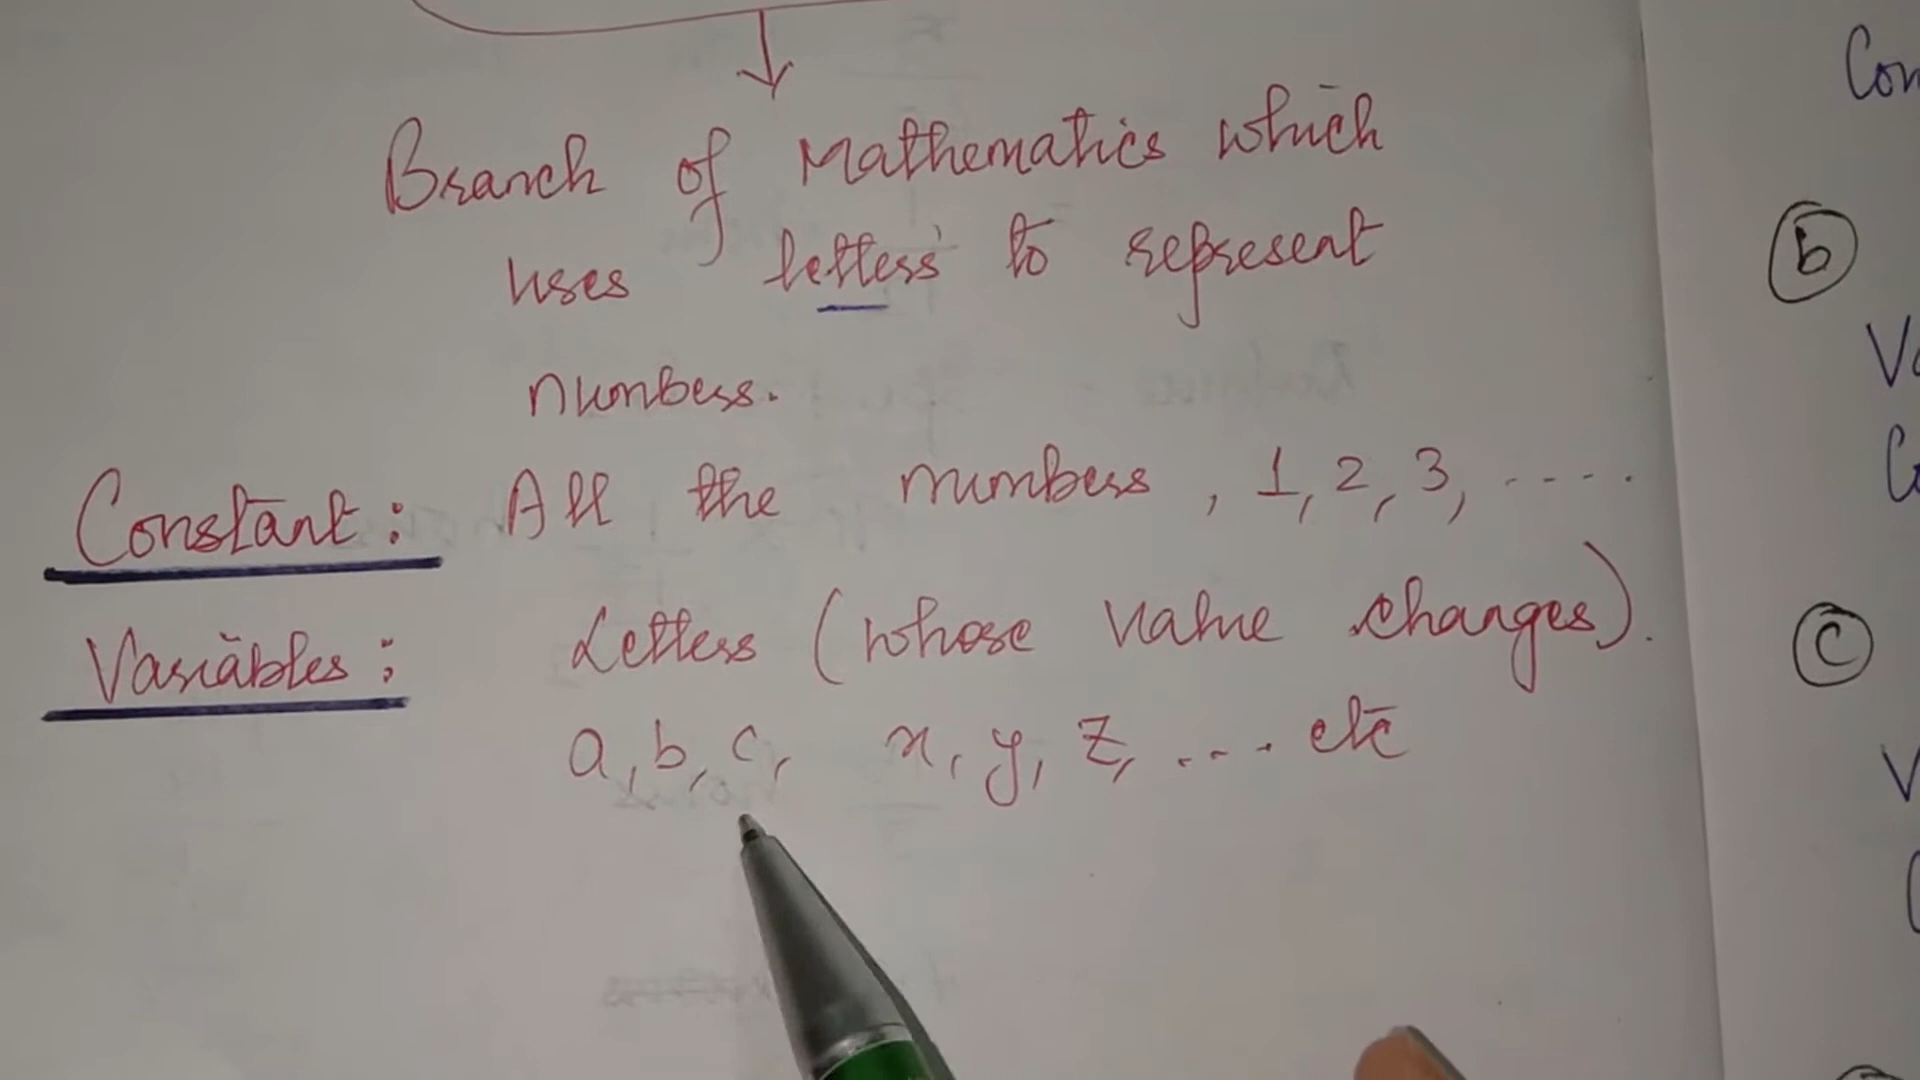 Branch of Mathematics which
uses letters to represent
numbers.
Constant: All the numbers, 1, 2, 3, .....
Variables: Letters (whose value changes).
a, b, c, x, y, z, .... etc
b
c